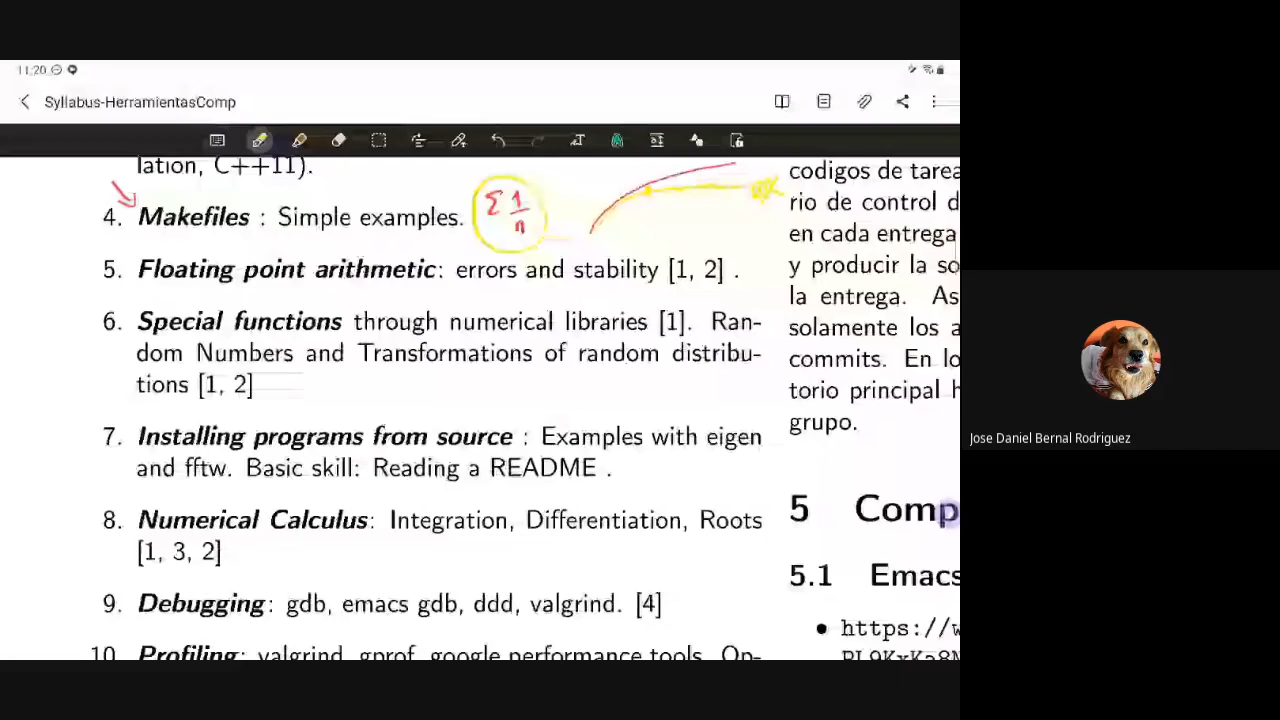 11:20
Syllabus-HerramientasComp
lation, C++11).
4. Makefiles : Simple examples.
Σ 1/n
5. Floating point arithmetic: errors and stability [1, 2] .
6. Special functions through numerical libraries [1]. Ran-
dom Numbers and Transformations of random distribu-
tions [1, 2]
7. Installing programs from source : Examples with eigen
and fftw. Basic skill: Reading a README .
8. Numerical Calculus: Integration, Differentiation, Roots
[1, 3, 2]
9. Debugging: gdb, emacs gdb, ddd, valgrind. [4]
10. Profiling: valgrind, gprof, google performance tools. Op-
codigos de tarea
rio de control d
en cada entrega
y producir la so
la entrega. As
solamente los a
commits. En lo
torio principal h
grupo.
5 Comp
5.1 Emacs
• https://w
Jose Daniel Bernal Rodriguez